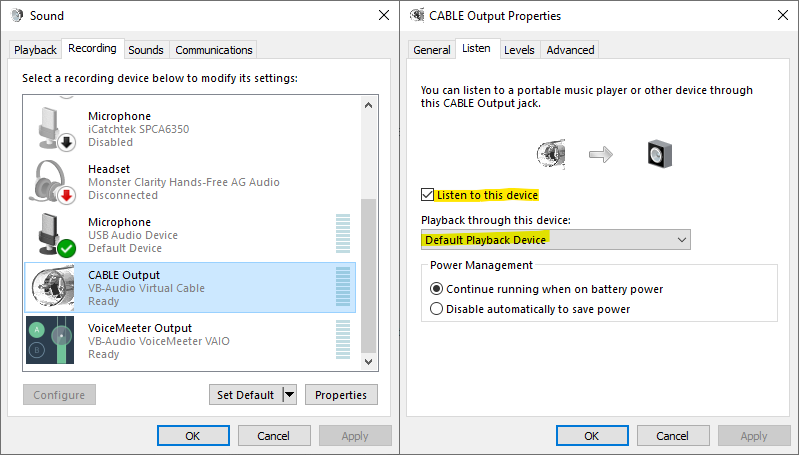 Sound
Playback
Recording
Sounds
Communications
Select a recording device below to modify its settings:
Microphone
iCatchtek SPCA6350
Disabled
Headset
Monster Clarity Hands-Free AG Audio
Disconnected
Microphone
USB Audio Device
Default Device
CABLE Output
VB-Audio Virtual Cable
Ready
A
B
VoiceMeeter Output
VB-Audio VoiceMeeter VAIO
Ready
Configure
Set Default
Properties
OK
Cancel
Apply
CABLE Output Properties
General
Listen
Levels
Advanced
You can listen to a portable music player or other device through
this CABLE Output jack.
Listen to this device
Playback through this device:
Default Playback Device
Power Management
Continue running when on battery power
Disable automatically to save power
OK
Cancel
Apply